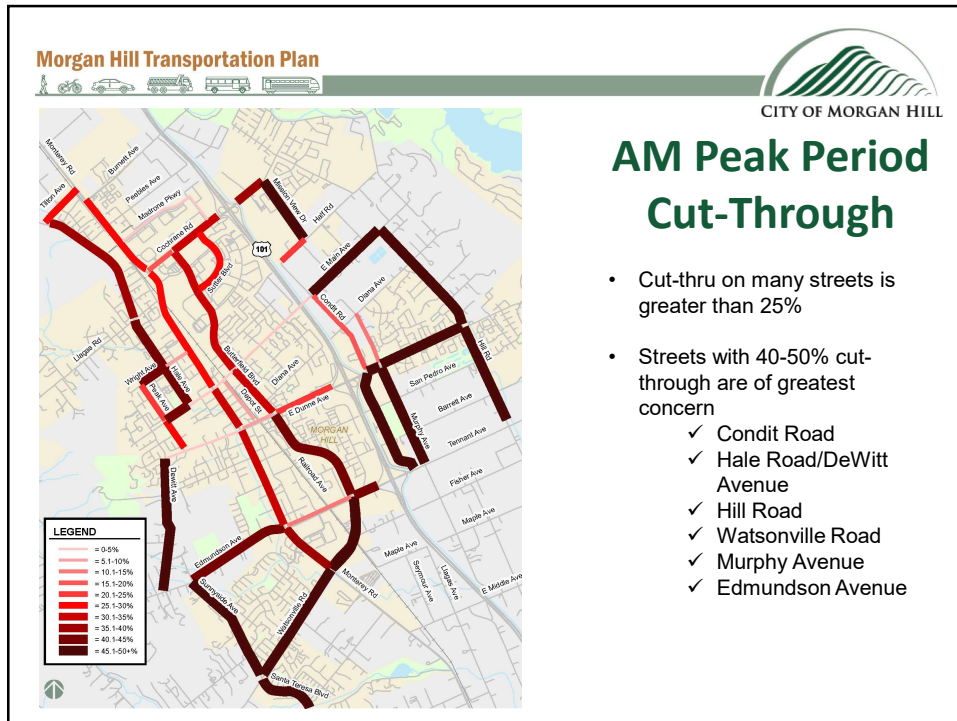 Morgan Hill Transportation Plan
CITY OF MORGAN HILL
AM Peak Period
Cut-Through
• Cut-thru on many streets is
greater than 25%
• Streets with 40-50% cut-
through are of greatest
concern
✓ Condit Road
✓ Hale Road/DeWitt
Avenue
✓ Hill Road
✓ Watsonville Road
✓ Murphy Avenue
✓ Edmundson Avenue
Monterey Rd
Burnett Ave
Tilton Ave
Peebles Ave
Madrone Pkwy
Mission View Dr
Half Rd
Cochrane Rd
101
E Main Ave
Sutter Blvd
Diana Ave
Condit Rd
Llagas Rd
Hill Rd
Wright Ave
Hale Ave
Butterfield Blvd
Diana Ave
San Pedro Ave
Peak Ave
Depot St
E Dunne Ave
Barrett Ave
MORGAN
HILL
Murphy Ave
Tennant Ave
Dewitt Ave
Railroad Ave
Fisher Ave
Maple Ave
Edmundson Ave
Maple Ave
Sunnyside Ave
Watsonville Rd
Monterey Rd
Seymour Ave
Llagas Ave
E Middle Ave
Santa Teresa Blvd
LEGEND
= 0-5%
= 5.1-10%
= 10.1-15%
= 15.1-20%
= 20.1-25%
= 25.1-30%
= 30.1-35%
= 35.1-40%
= 40.1-45%
= 45.1-50+%